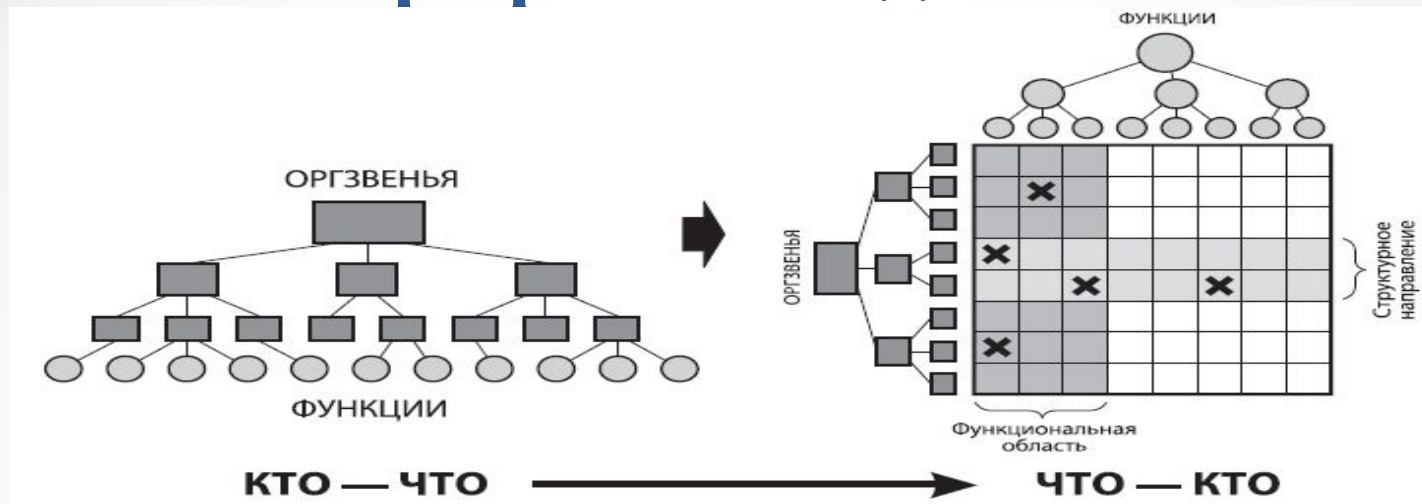 ФУНКЦИИ
ОРГЗВЕНЬЯ
ФУНКЦИИ
ОРГЗВЕНЬЯ
Структурное
направление
Функциональная
область
КТО — ЧТО
ЧТО — КТО